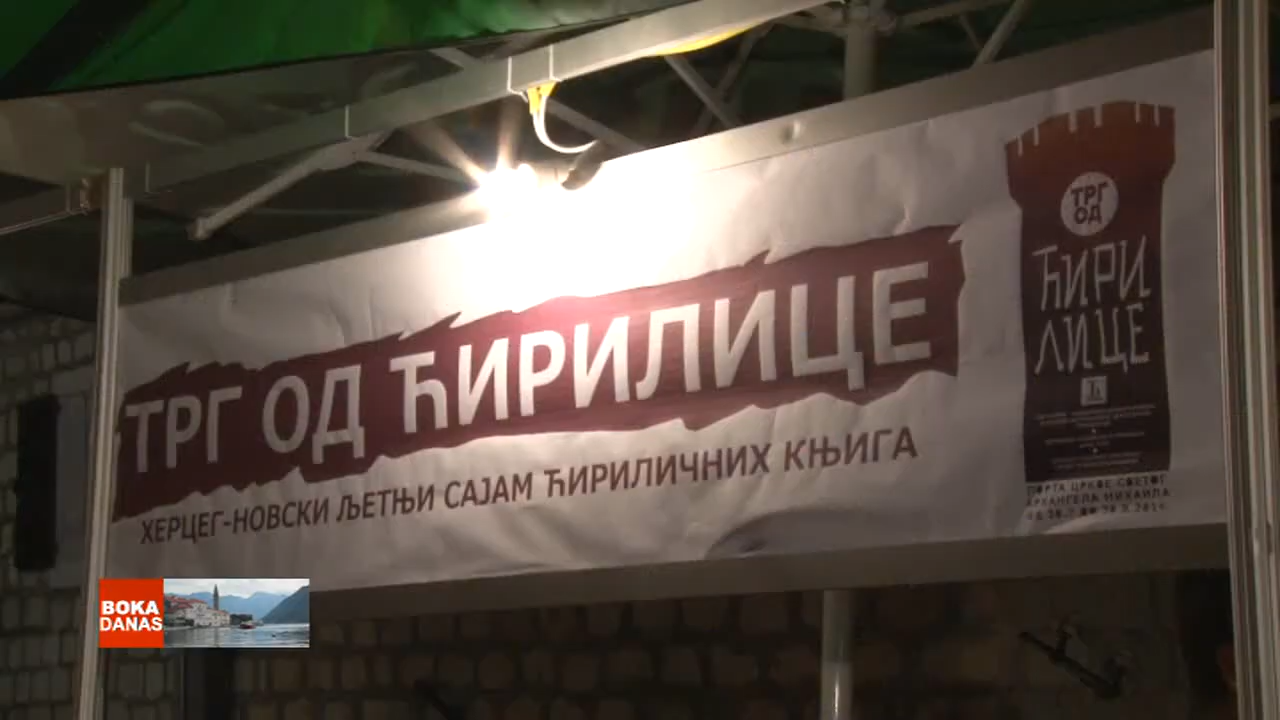 ТРГ ОД ЋИРИЛИЦЕ
ХЕРЦЕГ-НОВСКИ ЉЕТЊИ САЈАМ ЋИРИЛИЧНИХ КЊИГА
ТРГ
ОД
ЋИРИ
ЛИЦЕ
ПОРТА ЦРКВЕ СВЕТОГ
АРХАНГЕЛА МИХАИЛА
BOKA
DANAS